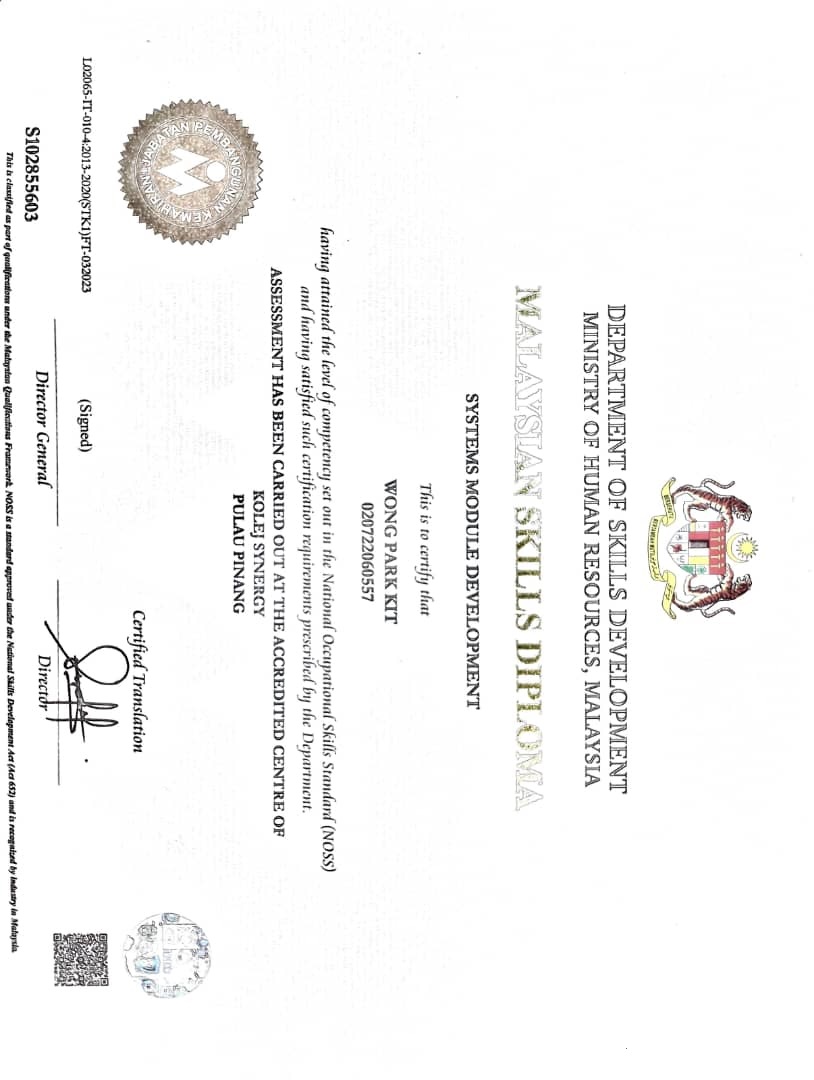 BERSEKUTU
BERTAMBAH MUTU
DEPARTMENT OF SKILLS DEVELOPMENT
MINISTRY OF HUMAN RESOURCES, MALAYSIA
MALAYSIAN SKILLS DIPLOMA
SYSTEMS MODULE DEVELOPMENT
This is to certify that
WONG PARK KIT
020722060557
having attained the level of competency set out in the National Occupational Skills Standard (NOSS)
and having satisfied such certification requirements prescribed by the Department.
ASSESSMENT HAS BEEN CARRIED OUT AT THE ACCREDITED CENTRE OF
KOLEJ SYNERGY
PULAU PINANG
JABATAN PEMBANGUNAN KEMAHIRAN
Certified Translation
L02065-IT-010-4:2013-2020(STK1)FT-032023
(Signed)
Director General
Director
S102855603
This is classified as part of qualifications under the Malaysian Qualifications Framework. NOSS is a standard approved under the National Skills Development Act (Act 652) and is recognized by industry in Malaysia.